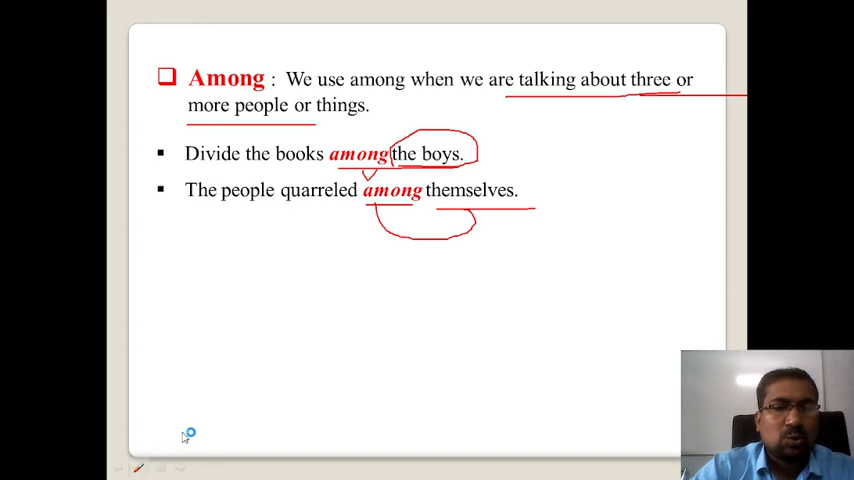 Among : We use among when we are talking about three or
more people or things.
Divide the books among the boys.
The people quarreled among themselves.